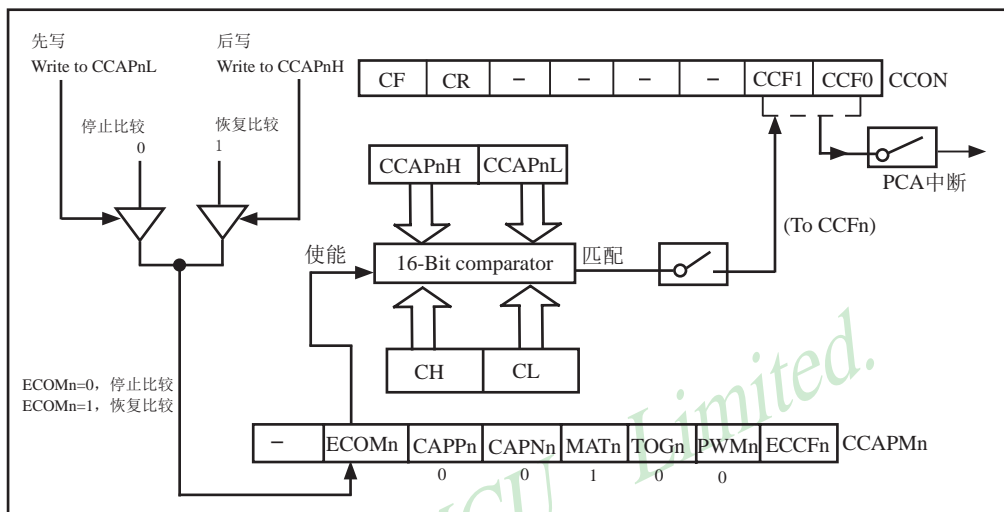 先写
Write to CCAPnL
后写
Write to CCAPnH
停止比较
0
恢复比较
1
CF CR – – – – CCF1 CCF0 CCON
PCA中断
CCAPnH CCAPnL
(To CCFn)
使能
16-Bit comparator
匹配
CH CL
ECOMn=0，停止比较
ECOMn=1，恢复比较
– ECOMn CAPPn CAPNn MATn TOGn PWMn ECCFn CCAPMn
0 0 1 0 0
MCU Limited.